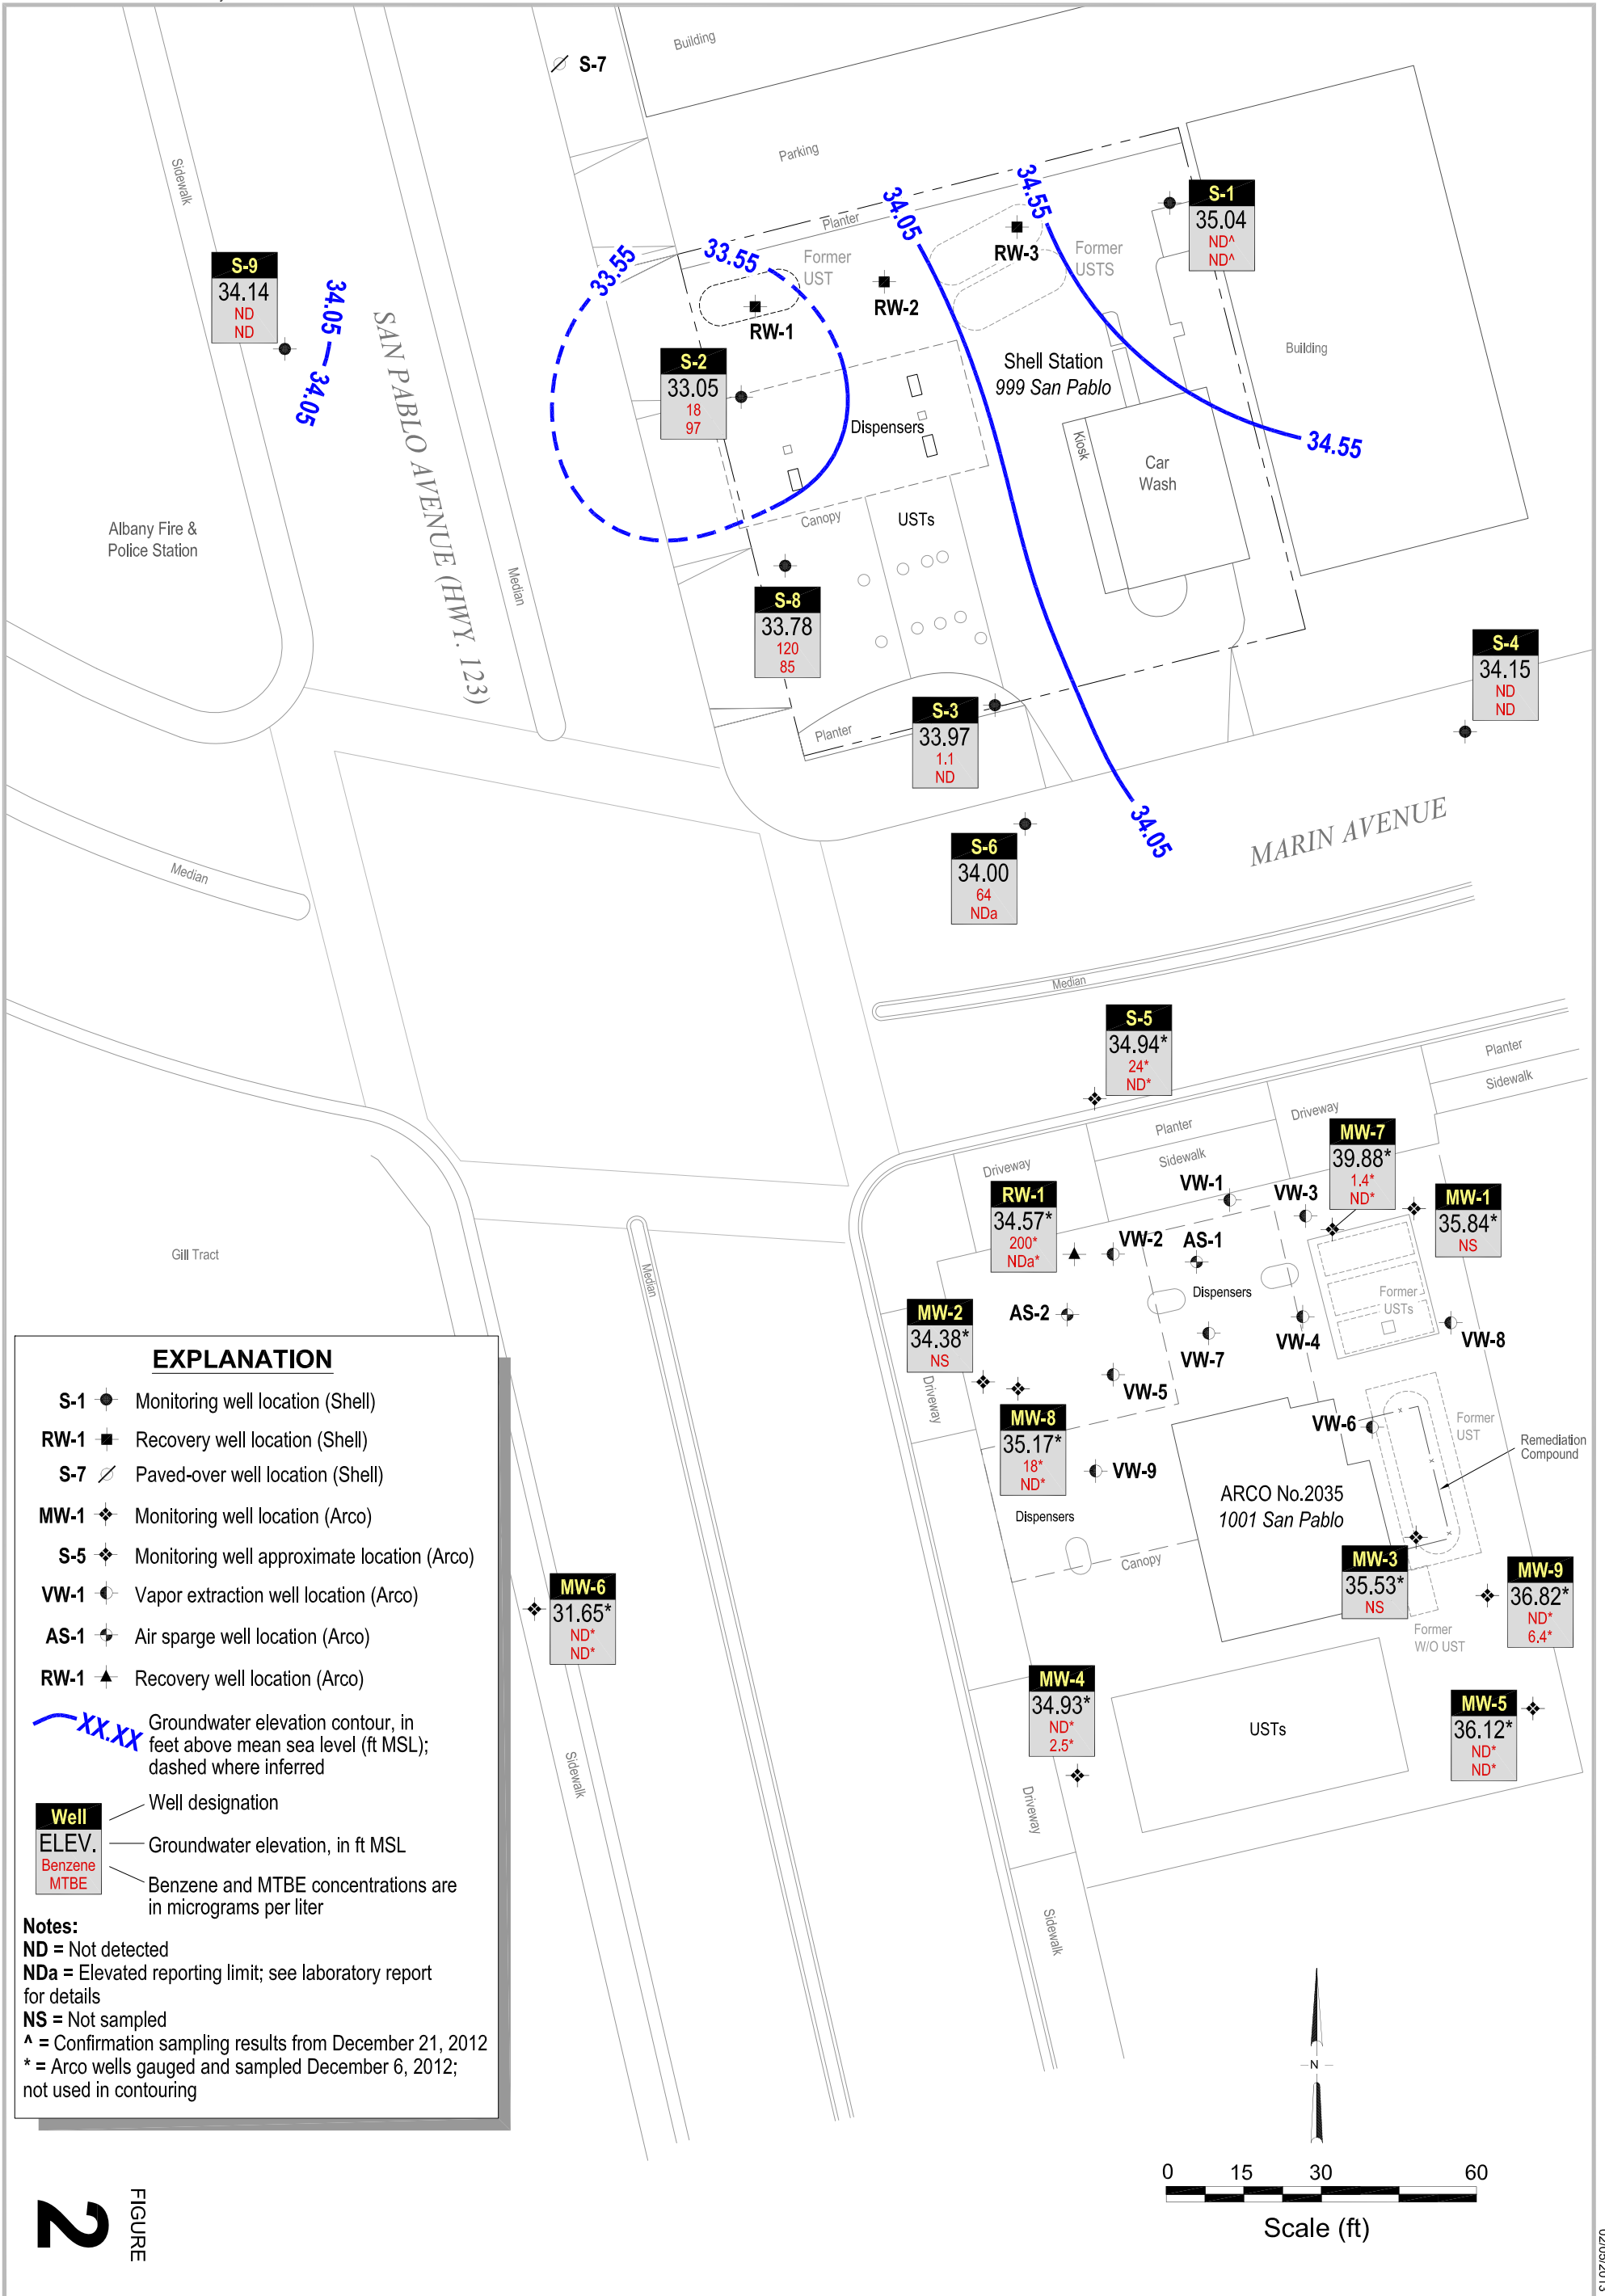 Building
S-7
Parking
Sidewalk
Planter
34.05
34.55
S-1
35.04
ND^
ND^
33.55
33.55
Former
UST
RW-3
Former
USTS
S-9
34.14
ND
ND
34.05
34.05
RW-1
RW-2
SAN PABLO AVENUE (HWY. 123)
S-2
33.05
18
97
Shell Station
999 San Pablo
Building
Dispensers
Kiosk
Car
Wash
34.55
Albany Fire &
Police Station
Median
Canopy
USTs
S-8
33.78
120
85
S-4
34.15
ND
ND
S-3
33.97
1.1
ND
Planter
34.05
MARIN AVENUE
S-6
34.00
64
NDa
Median
Median
S-5
34.94*
24*
ND*
Planter
Sidewalk
Driveway
Planter
Sidewalk
Driveway
MW-7
39.88*
1.4*
ND*
MW-1
35.84*
NS
VW-1
VW-3
RW-1
34.57*
200*
NDa*
VW-2
AS-1
Gill Tract
Median
Dispensers
Former
USTs
MW-2
34.38*
NS
AS-2
VW-7
VW-4
VW-8
Driveway
VW-5
MW-8
35.17*
18*
ND*
VW-6
Former
UST
Remediation
Compound
VW-9
ARCO No.2035
1001 San Pablo
Dispensers
Canopy
MW-3
35.53*
NS
MW-9
36.82*
ND*
6.4*
Former
W/O UST
MW-6
31.65*
ND*
ND*
MW-4
34.93*
ND*
2.5*
USTs
MW-5
36.12*
ND*
ND*
Sidewalk
Driveway
Sidewalk
EXPLANATION
S-1 Monitoring well location (Shell)
RW-1 Recovery well location (Shell)
S-7 Paved-over well location (Shell)
MW-1 Monitoring well location (Arco)
S-5 Monitoring well approximate location (Arco)
VW-1 Vapor extraction well location (Arco)
AS-1 Air sparge well location (Arco)
RW-1 Recovery well location (Arco)
XX.XX Groundwater elevation contour, in
feet above mean sea level (ft MSL);
dashed where inferred
Well
ELEV.
Benzene
MTBE
Well designation
Groundwater elevation, in ft MSL
Benzene and MTBE concentrations are
in micrograms per liter
Notes:
ND = Not detected
NDa = Elevated reporting limit; see laboratory report
for details
NS = Not sampled
^ = Confirmation sampling results from December 21, 2012
* = Arco wells gauged and sampled December 6, 2012;
not used in contouring
N
0 15 30 60
Scale (ft)
FIGURE
2
02/05/2013